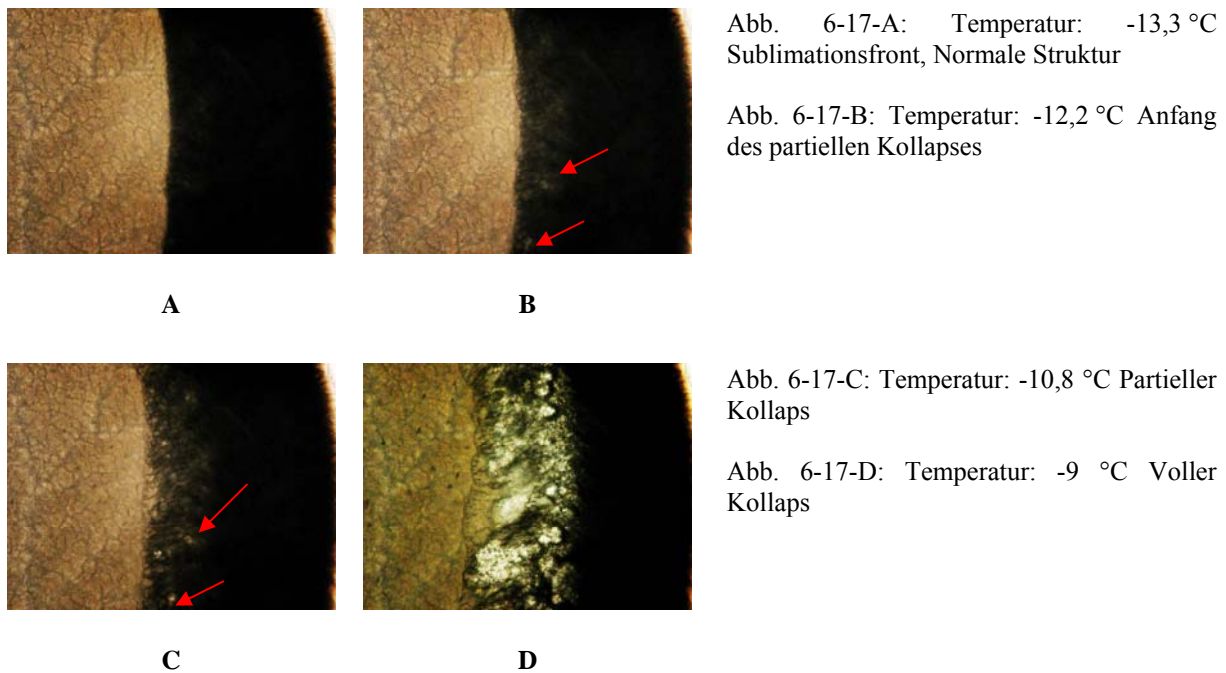 Abb. 6-17-A: Temperatur: -13,3 °C
Sublimationsfront, Normale Struktur
Abb. 6-17-B: Temperatur: -12,2 °C Anfang
des partiellen Kollapses
A
B
Abb. 6-17-C: Temperatur: -10,8 °C Partieller
Kollaps
Abb. 6-17-D: Temperatur: -9 °C Voller
Kollaps
C
D